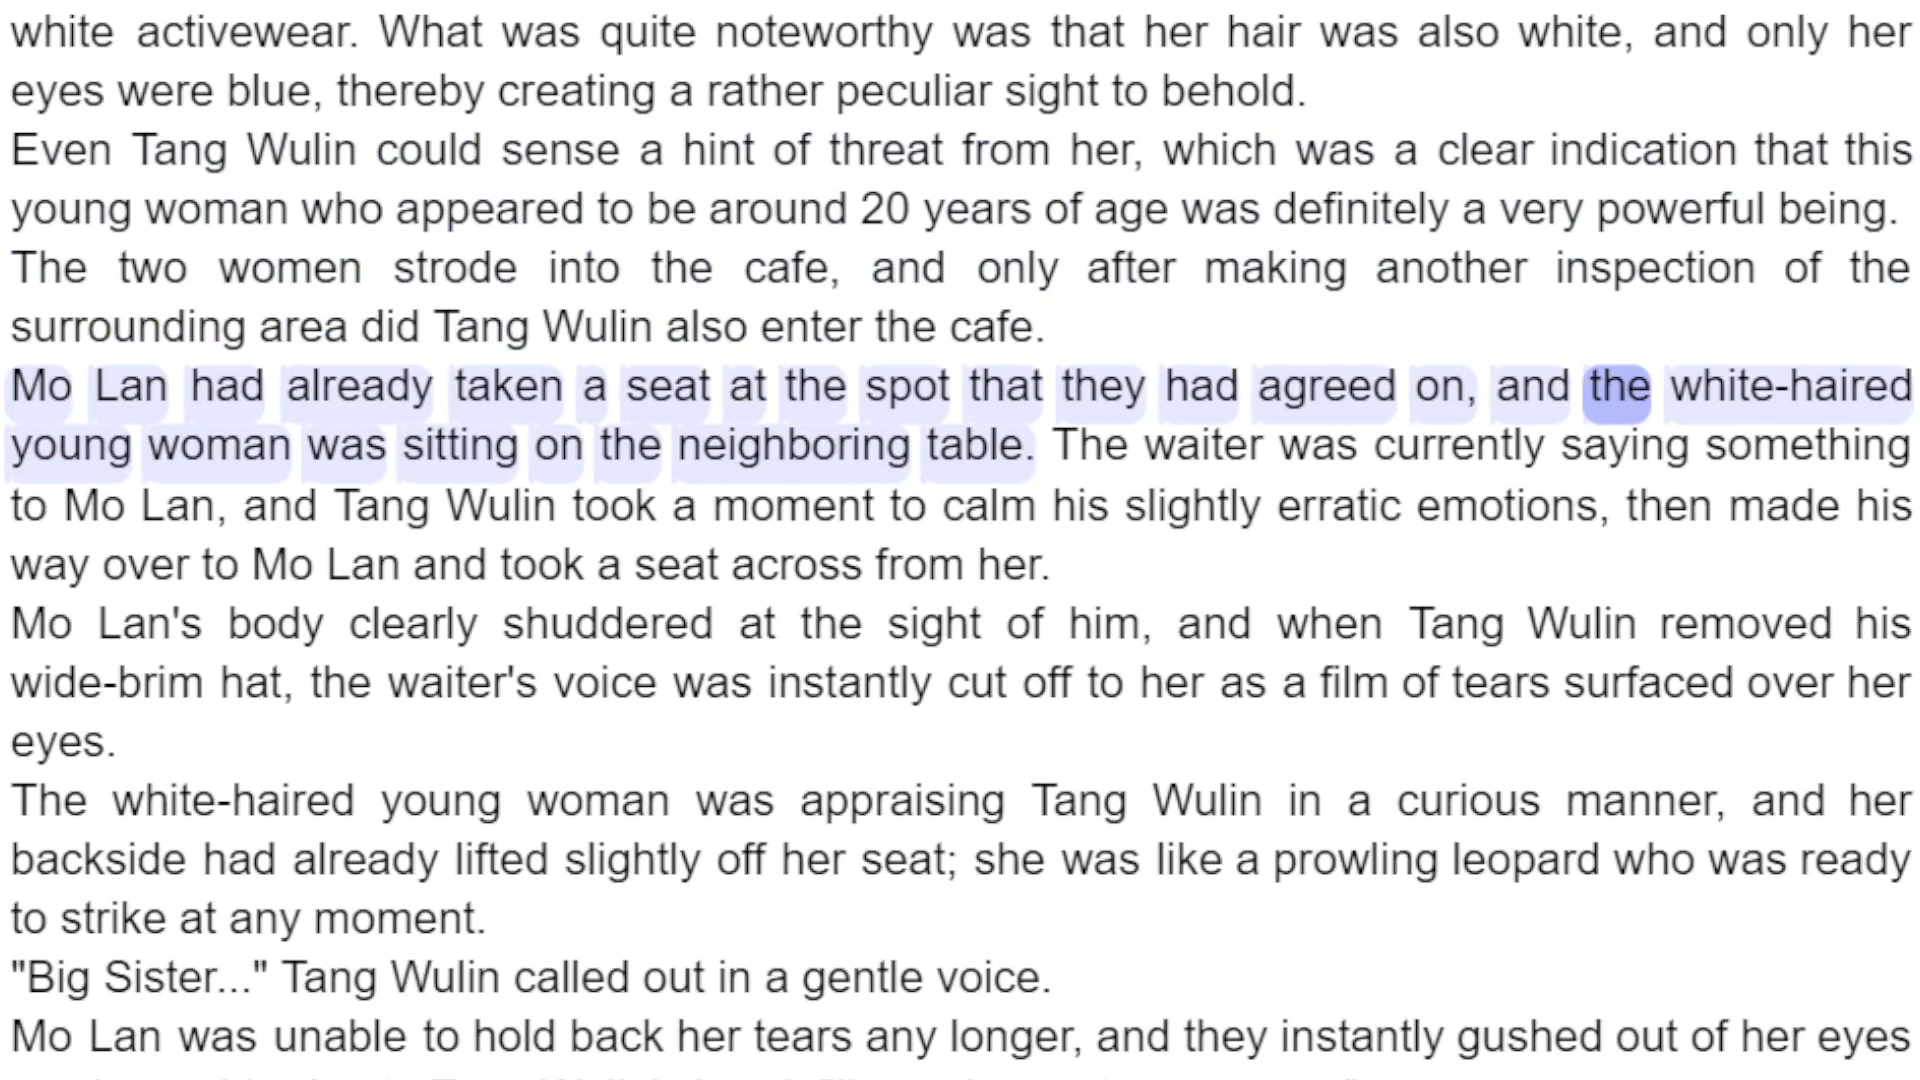 white activewear. What was quite noteworthy was that her hair was also white, and only her
eyes were blue, thereby creating a rather peculiar sight to behold.
Even Tang Wulin could sense a hint of threat from her, which was a clear indication that this
young woman who appeared to be around 20 years of age was definitely a very powerful being.
The two women strode into the cafe, and only after making another inspection of the
surrounding area did Tang Wulin also enter the cafe.
Mo Lan had already taken a seat at the spot that they had agreed on, and the white-haired
young woman was sitting on the neighboring table. The waiter was currently saying something
to Mo Lan, and Tang Wulin took a moment to calm his slightly erratic emotions, then made his
way over to Mo Lan and took a seat across from her.
Mo Lan's body clearly shuddered at the sight of him, and when Tang Wulin removed his
wide-brim hat, the waiter's voice was instantly cut off to her as a film of tears surfaced over her
eyes.
The white-haired young woman was appraising Tang Wulin in a curious manner, and her
backside had already lifted slightly off her seat; she was like a prowling leopard who was ready
to strike at any moment.
"Big Sister..." Tang Wulin called out in a gentle voice.
Mo Lan was unable to hold back her tears any longer, and they instantly gushed out of her eyes